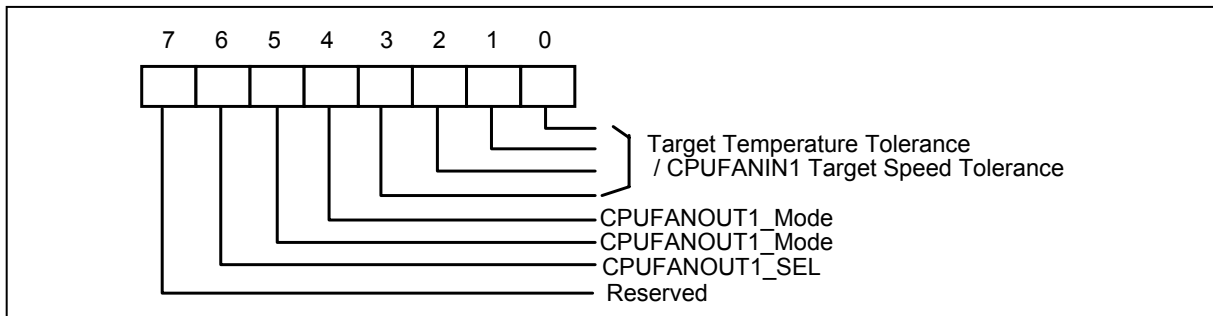 7 6 5 4 3 2 1 0
Target Temperature Tolerance
/ CPUFANIN1 Target Speed Tolerance
CPUFANOUT1_Mode
CPUFANOUT1_Mode
CPUFANOUT1_SEL
Reserved